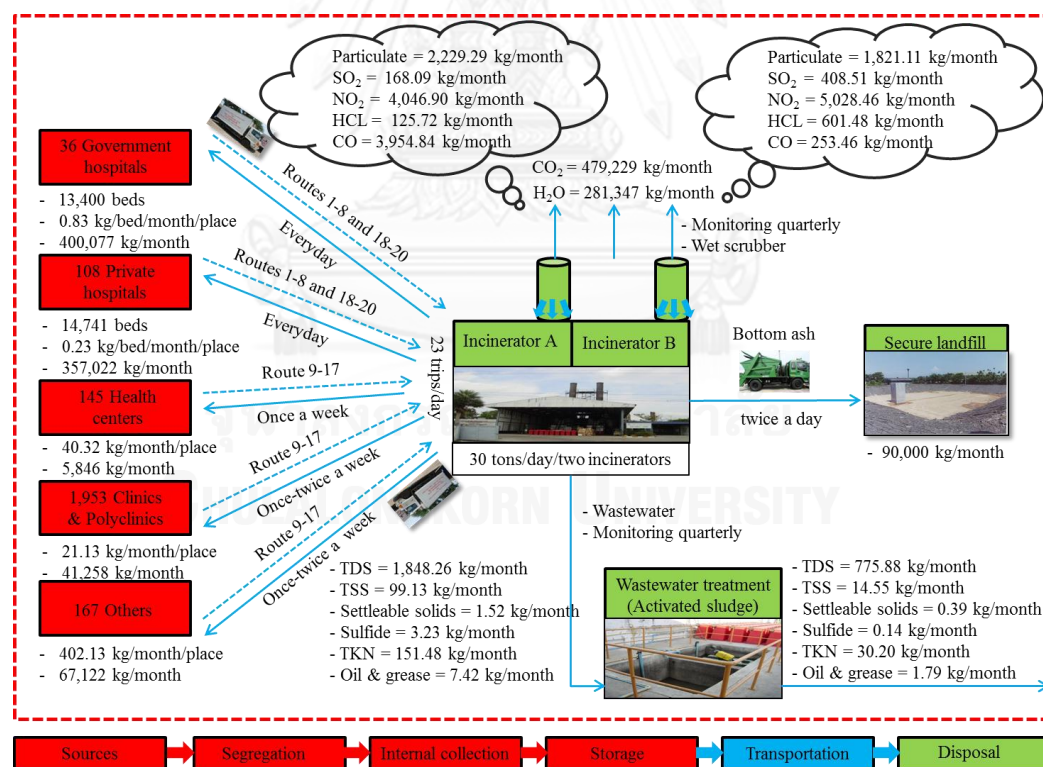 Particulate = 2,229.29 kg/month
SO₂ = 168.09 kg/month
NO₂ = 4,046.90 kg/month
HCL = 125.72 kg/month
CO = 3,954.84 kg/month
Particulate = 1,821.11 kg/month
SO₂ = 408.51 kg/month
NO₂ = 5,028.46 kg/month
HCL = 601.48 kg/month
CO = 253.46 kg/month
CO₂ = 479,229 kg/month
H₂O = 281,347 kg/month
- Monitoring quarterly
- Wet scrubber
36 Government
hospitals
- 13,400 beds
- 0.83 kg/bed/month/place
- 400,077 kg/month
108 Private
hospitals
- 14,741 beds
- 0.23 kg/bed/month/place
- 357,022 kg/month
145 Health
centers
- 40.32 kg/month/place
- 5,846 kg/month
1,953 Clinics
& Polyclinics
- 21.13 kg/month/place
- 41,258 kg/month
167 Others
- 402.13 kg/month/place
- 67,122 kg/month
Routes 1-8 and 18-20
Everyday
Routes 1-8 and 18-20
Everyday
Route 9-17
Once a week
Route 9-17
Once-twice a week
Route 9-17
Once-twice a week
23 trips/day
Incinerator A
Incinerator B
30 tons/day/two incinerators
Bottom ash
twice a day
Secure landfill
- 90,000 kg/month
- Wastewater
- Monitoring quarterly
- TDS = 1,848.26 kg/month
- TSS = 99.13 kg/month
- Settleable solids = 1.52 kg/month
- Sulfide = 3.23 kg/month
- TKN = 151.48 kg/month
- Oil & grease = 7.42 kg/month
Wastewater treatment
(Activated sludge)
- TDS = 775.88 kg/month
- TSS = 14.55 kg/month
- Settleable solids = 0.39 kg/month
- Sulfide = 0.14 kg/month
- TKN = 30.20 kg/month
- Oil & grease = 1.79 kg/month
Sources
Segregation
Internal collection
Storage
Transportation
Disposal